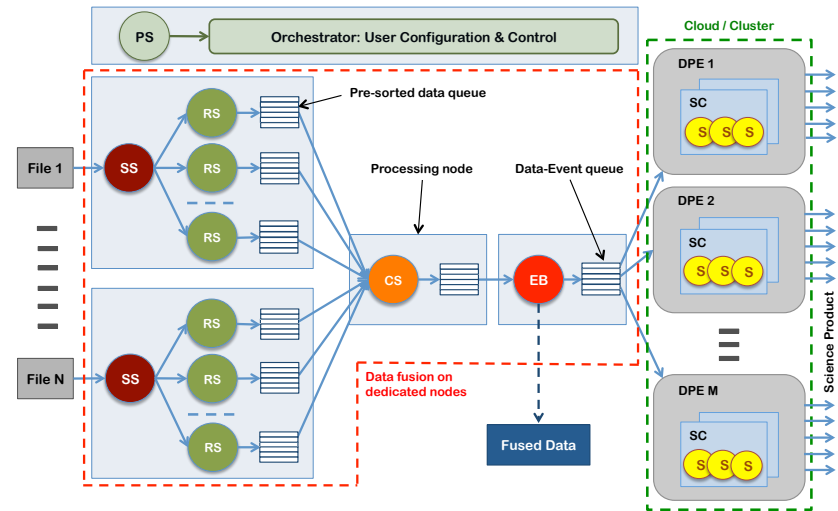 PS
Orchestrator: User Configuration & Control
Cloud / Cluster
DPE 1
SC
S S S
RS
Pre-sorted data queue
File 1
SS
RS
Processing node
Data-Event queue
RS
DPE 2
SC
S S S
CS
EB
RS
File N
SS
RS
Data fusion on
dedicated nodes
RS
Fused Data
DPE M
SC
S S S
Science Product